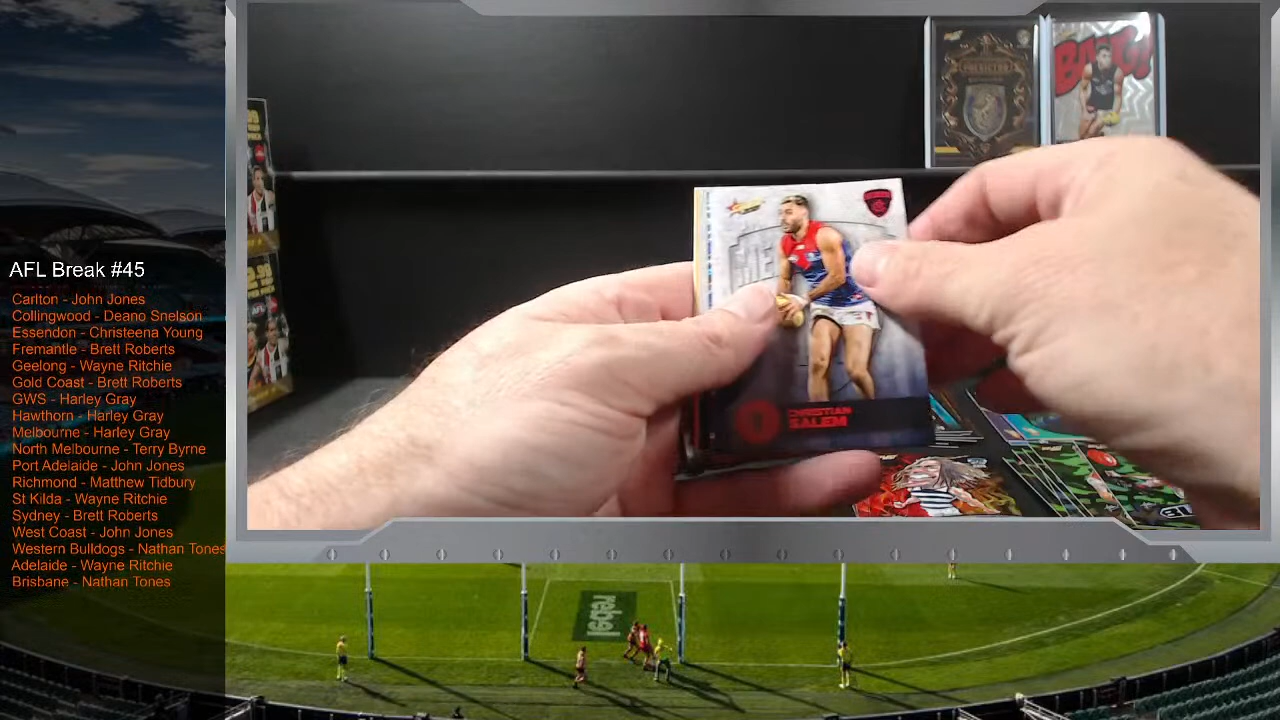 AFL Break #45
Carlton - John Jones
Collingwood - Deano Snelson
Essendon - Christeena Young
Fremantle - Brett Roberts
Geelong - Wayne Ritchie
Gold Coast - Brett Roberts
GWS - Harley Gray
Hawthorn - Harley Gray
Melbourne - Harley Gray
North Melbourne - Terry Byrne
Port Adelaide - John Jones
Richmond - Matthew Tidbury
St Kilda - Wayne Ritchie
Sydney - Brett Roberts
West Coast - John Jones
Western Bulldogs - Nathan Tones
Adelaide - Wayne Ritchie
Brisbane - Nathan Tones
PREDICTOR
BANG!
CHRISTIAN
SALEM
rebel